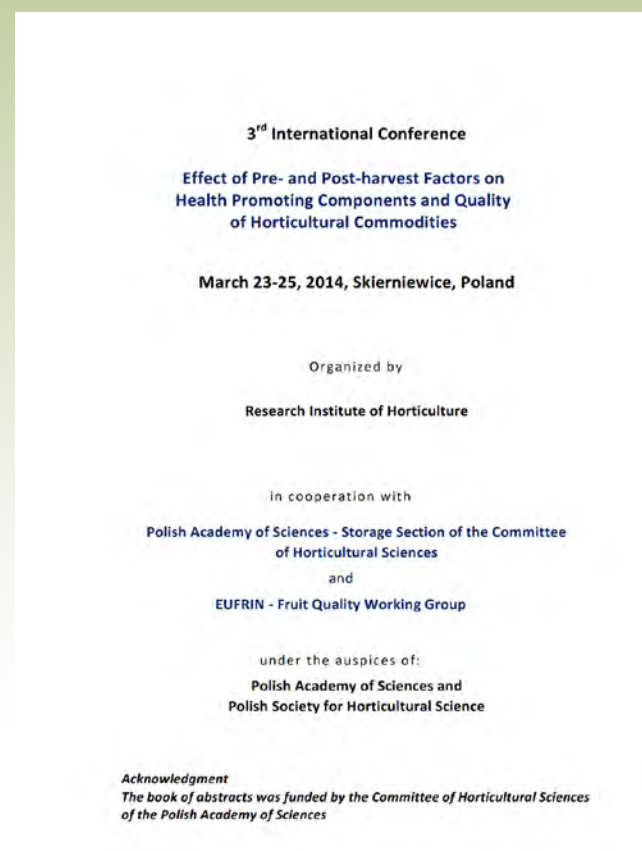 3rd International Conference
Effect of Pre- and Post-harvest Factors on
Health Promoting Components and Quality
of Horticultural Commodities
March 23-25, 2014, Skierniewice, Poland
Organized by
Research Institute of Horticulture
in cooperation with
Polish Academy of Sciences - Storage Section of the Committee
of Horticultural Sciences
and
EUFRIN - Fruit Quality Working Group
under the auspices of:
Polish Academy of Sciences and
Polish Society for Horticultural Science
Acknowledgment
The book of abstracts was funded by the Committee of Horticultural Sciences
of the Polish Academy of Sciences